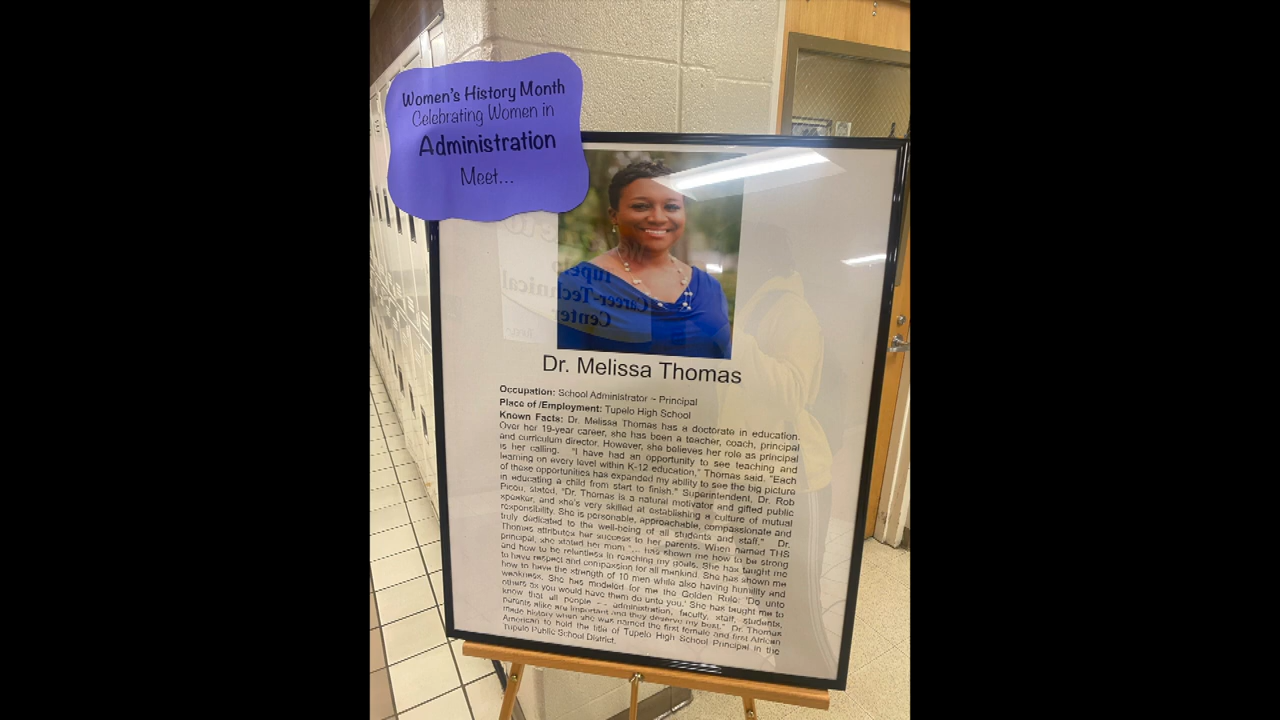 Women's History Month
Celebrating Women in
Administration
Meet...
Tupelo
Career-Technical
Center
Dr. Melissa Thomas
Occupation: School Administrator ~ Principal
Place of /Employment: Tupelo High School
Known Facts: Dr. Melissa Thomas has a doctorate in education.
Over her 19-year career, she has been a teacher, coach, principal
and curriculum director. However, she believes her role as principal
is her calling. "I have had an opportunity to see teaching and
learning on every level within K-12 education," Thomas said. "Each
of these opportunities has expanded my ability to see the big picture
in educating a child from start to finish." Superintendent, Dr. Rob
Picou, stated, "Dr. Thomas is a natural motivator and gifted public
speaker, and she's very skilled at establishing a culture of mutual
responsibility. She is personable, approachable, compassionate and
truly dedicated to the well-being of all students and staff." Dr.
Thomas attributes her success to her parents. When named THS
principal, she stated her mom "... has shown me how to be strong
and how to be relentless in reaching my goals. She has taught me
to have respect and compassion for all mankind. She has shown me
how to have the strength of 10 men while also having humility and
weakness. She has modeled for me the Golden Rule: 'Do unto
others as you would have them do unto you.' She has taught me to
know that all people -- administration, faculty, staff, students,
parents alike are important and they deserve my best." Dr. Thomas
made history when she was named the first female and first African
American to hold the title of Tupelo High School Principal in the
Tupelo Public School District.